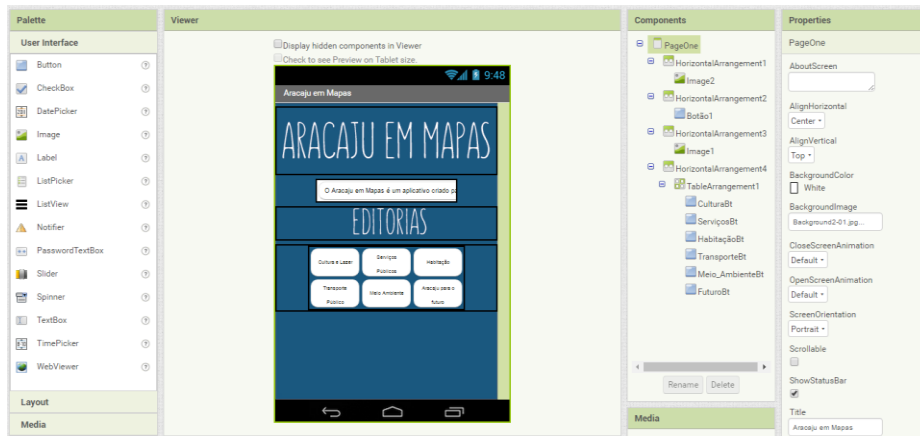 Palette
User Interface
Button
CheckBox
DatePicker
Image
Label
ListPicker
ListView
Notifier
PasswordTextBox
Slider
Spinner
TextBox
TimePicker
WebViewer
Layout
Media
Viewer
Display hidden components in Viewer
Check to see Preview on Tablet size.
9:48
Aracaju em Mapas
ARACAJU EM MAPAS
O Aracaju em Mapas é um aplicativo criado pa
EDITORIAS
Cultura e Lazer
Serviços
Públicos
Habitação
Transporte
Público
Meio Ambiente
Aracaju para o
futuro
Components
PageOne
HorizontalArrangement1
Image2
HorizontalArrangement2
Botão1
HorizontalArrangement3
Image1
HorizontalArrangement4
TableArrangement1
CulturaBt
ServiçosBt
HabitaçãoBt
TransporteBt
Meio_AmbienteBt
FuturoBt
Rename
Delete
Media
Properties
PageOne
AboutScreen
AlignHorizontal
Center
AlignVertical
Top
BackgroundColor
White
BackgroundImage
Background2-01.jpg...
CloseScreenAnimation
Default
OpenScreenAnimation
Default
ScreenOrientation
Portrait
Scrollable
ShowStatusBar
Title
Aracaju em Mapas